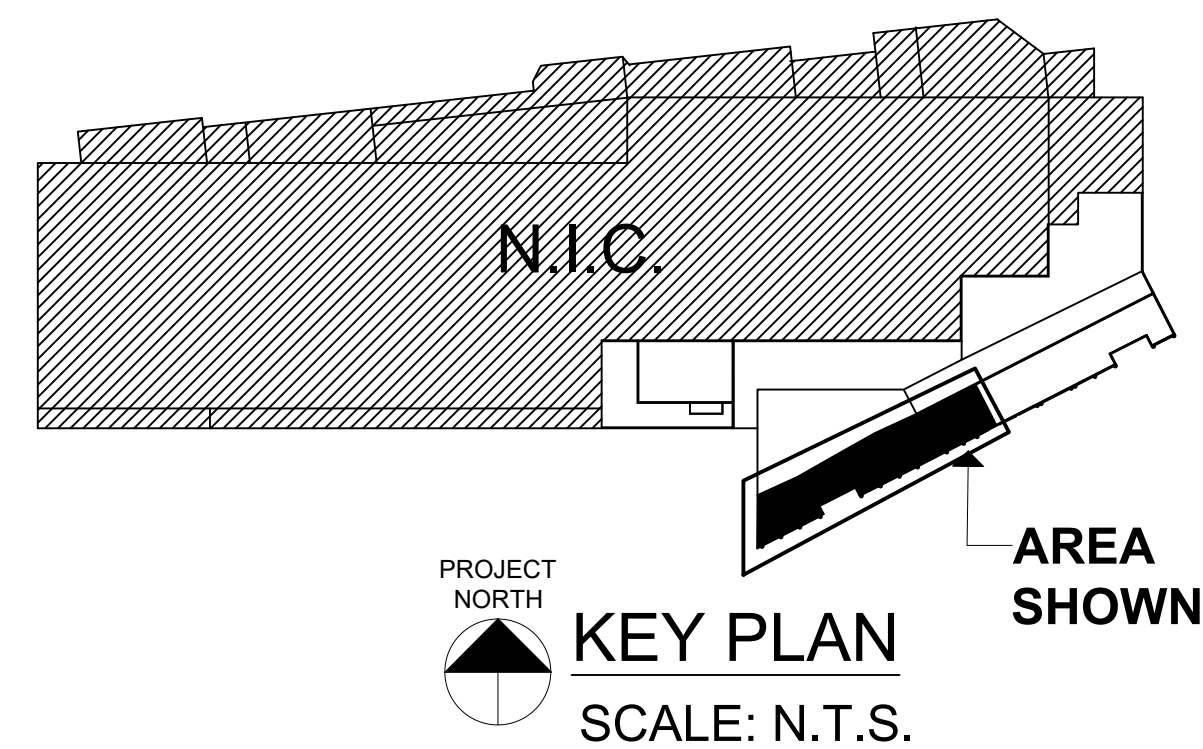 N.I.C.
AREA
SHOWN
PROJECT
NORTH
KEY PLAN
SCALE: N.T.S.